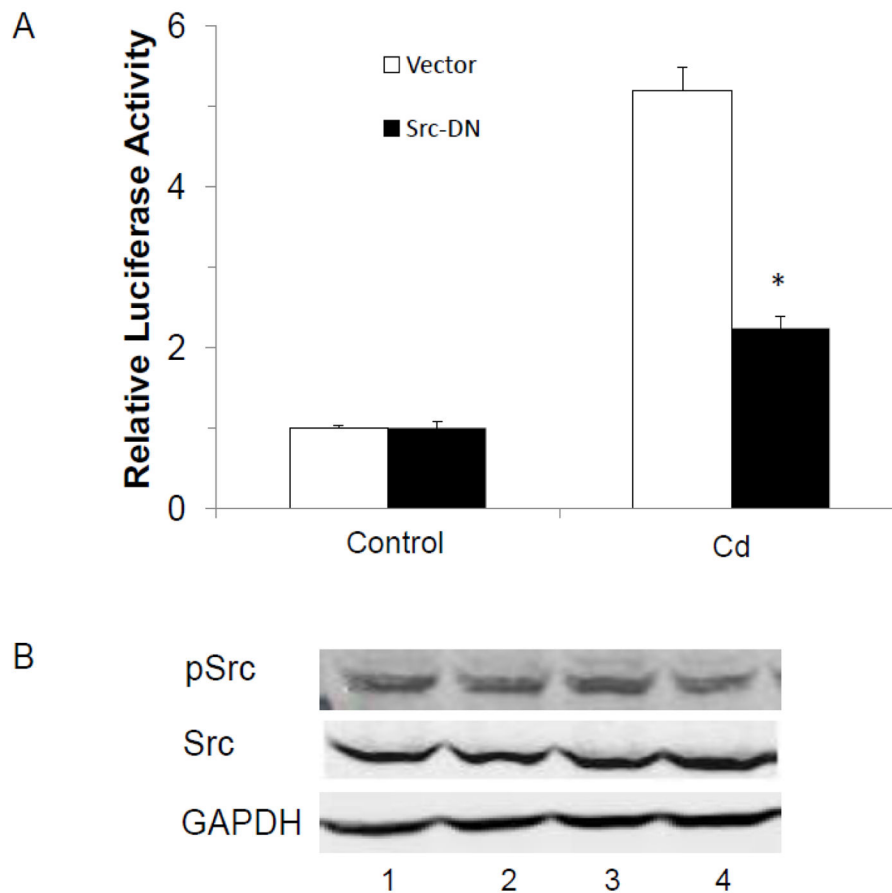 A
Relative Luciferase Activity
6
4
2
0
Vector
Src-DN
*
Control
Cd
B
pSrc
Src
GAPDH
1 2 3 4